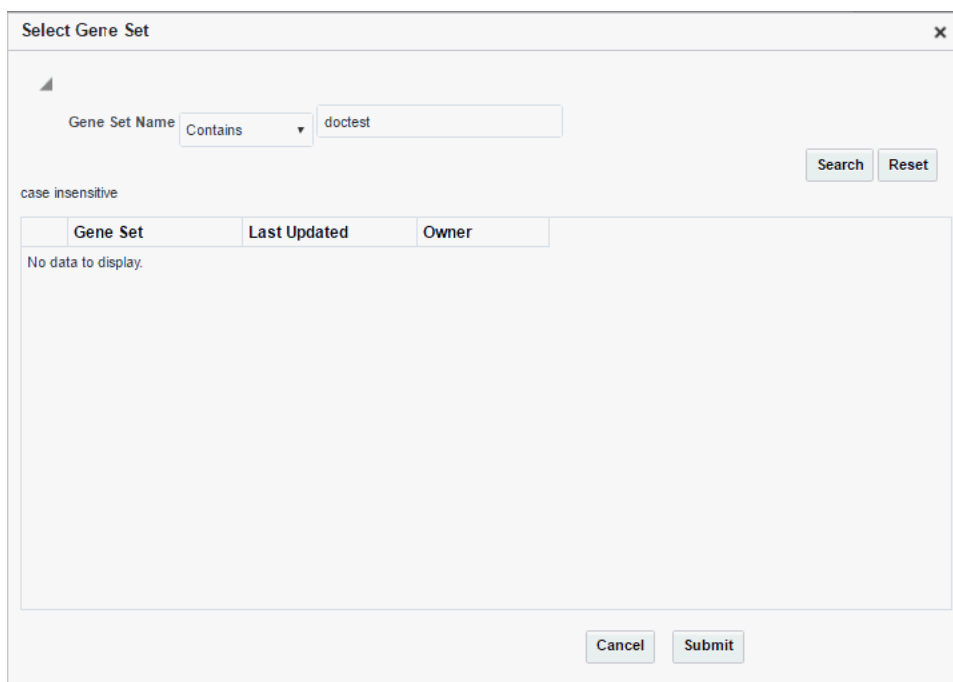 Select Gene Set
Gene Set Name Contains doctest
Search Reset
case insensitive
Gene Set Last Updated Owner
No data to display.
Cancel Submit